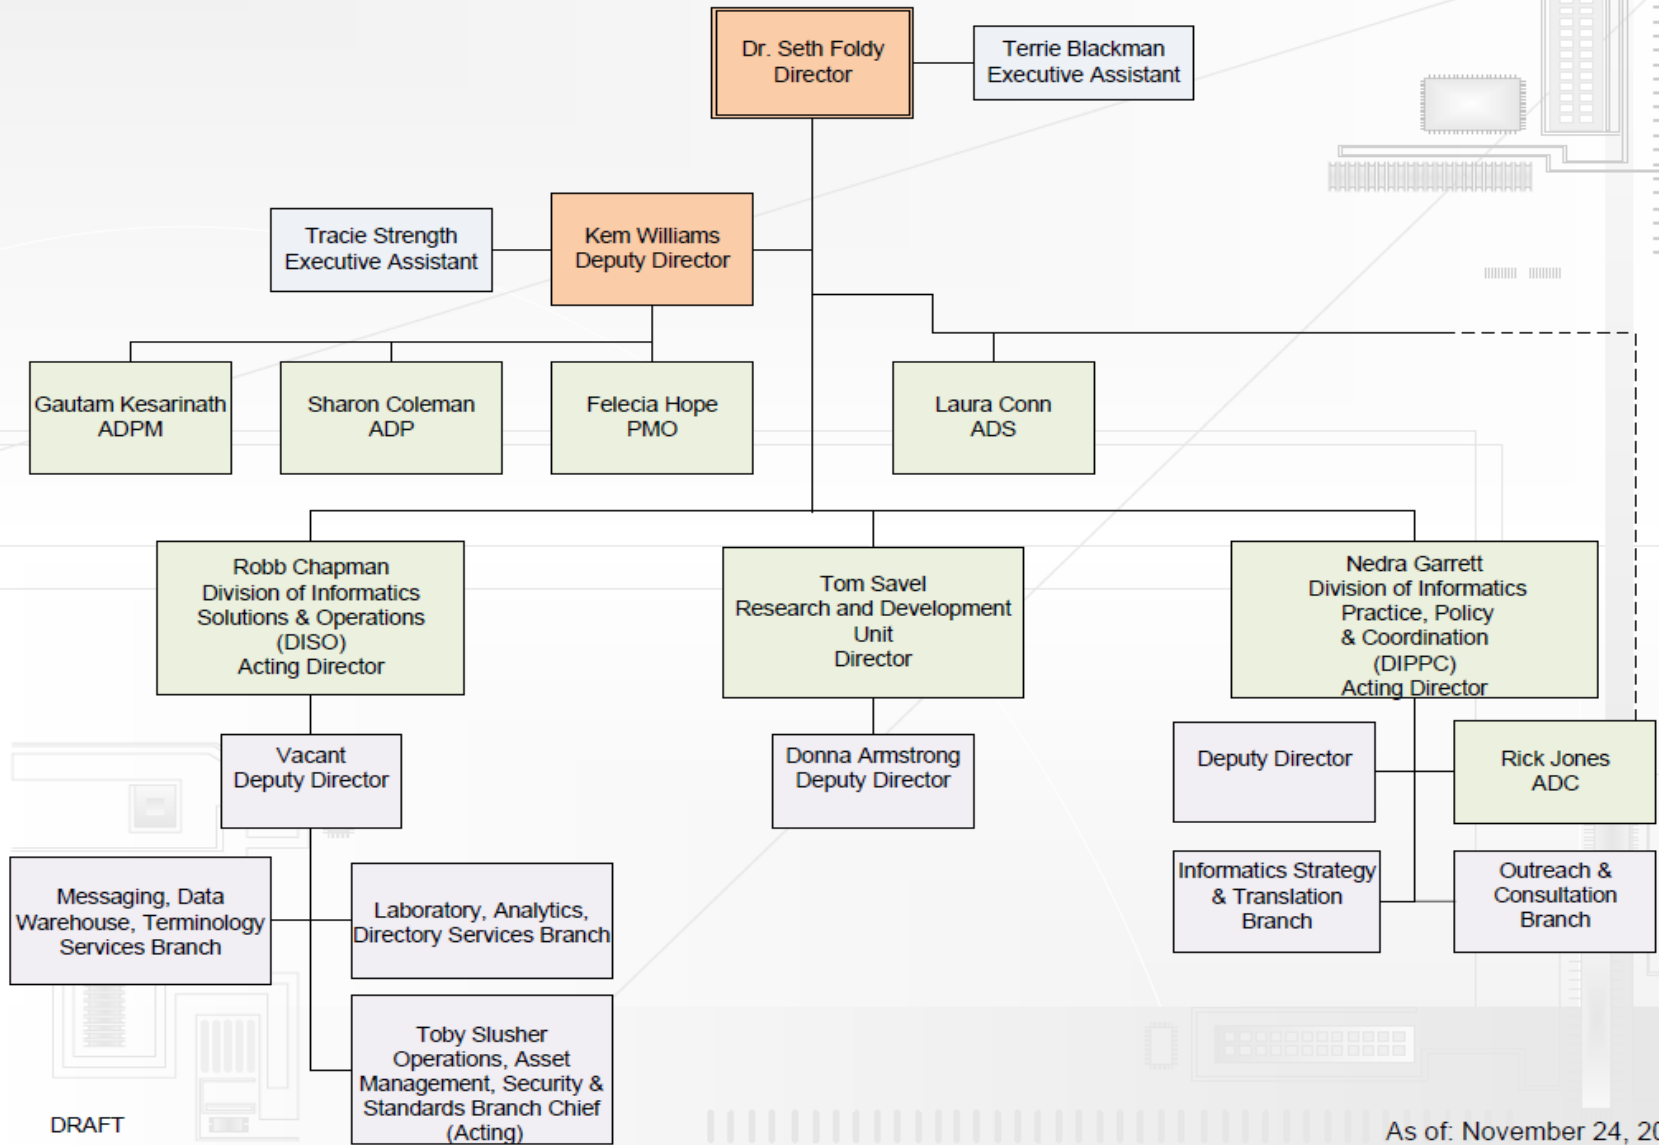 Dr. Seth Foldy
Director
Terrie Blackman
Executive Assistant
Tracie Strength
Executive Assistant
Kem Williams
Deputy Director
Gautam Kesarinath
ADPM
Sharon Coleman
ADP
Felecia Hope
PMO
Laura Conn
ADS
Robb Chapman
Division of Informatics
Solutions & Operations
(DISO)
Acting Director
Tom Savel
Research and Development
Unit
Director
Nedra Garrett
Division of Informatics
Practice, Policy
& Coordination
(DIPPC)
Acting Director
Vacant
Deputy Director
Donna Armstrong
Deputy Director
Deputy Director
Rick Jones
ADC
Messaging, Data
Warehouse, Terminology
Services Branch
Laboratory, Analytics,
Directory Services Branch
Informatics Strategy
& Translation
Branch
Outreach &
Consultation
Branch
Toby Slusher
Operations, Asset
Management, Security &
Standards Branch Chief
(Acting)
DRAFT
As of: November 24,